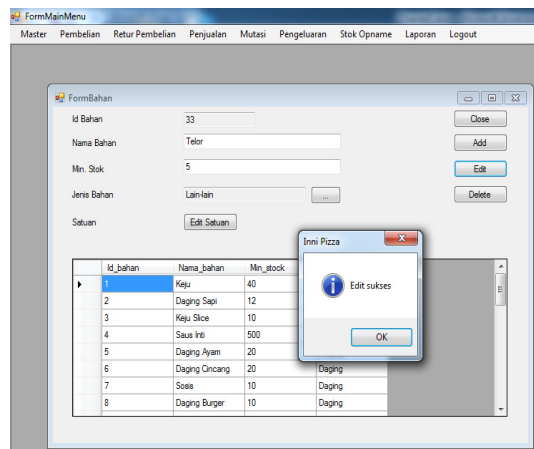 FormMainMenu
Master Pembelian Retur Pembelian Penjualan Mutasi Pengeluaran Stok Opname Laporan Logout
FormBahan
Id Bahan 33 Close
Nama Bahan Telor Add
Min. Stok 5 Edit
Jenis Bahan Lain-lain ... Delete
Satuan Edit Satuan
Inni Pizza
Edit sukses
OK
Id_bahan Nama_bahan Min_stock
1 Keju 40
2 Daging Sapi 12
3 Keju Slice 10
4 Saus Inti 500
5 Daging Ayam 20
6 Daging Cincang 20 Daging
7 Sosis 10 Daging
8 Daging Burger 10 Daging